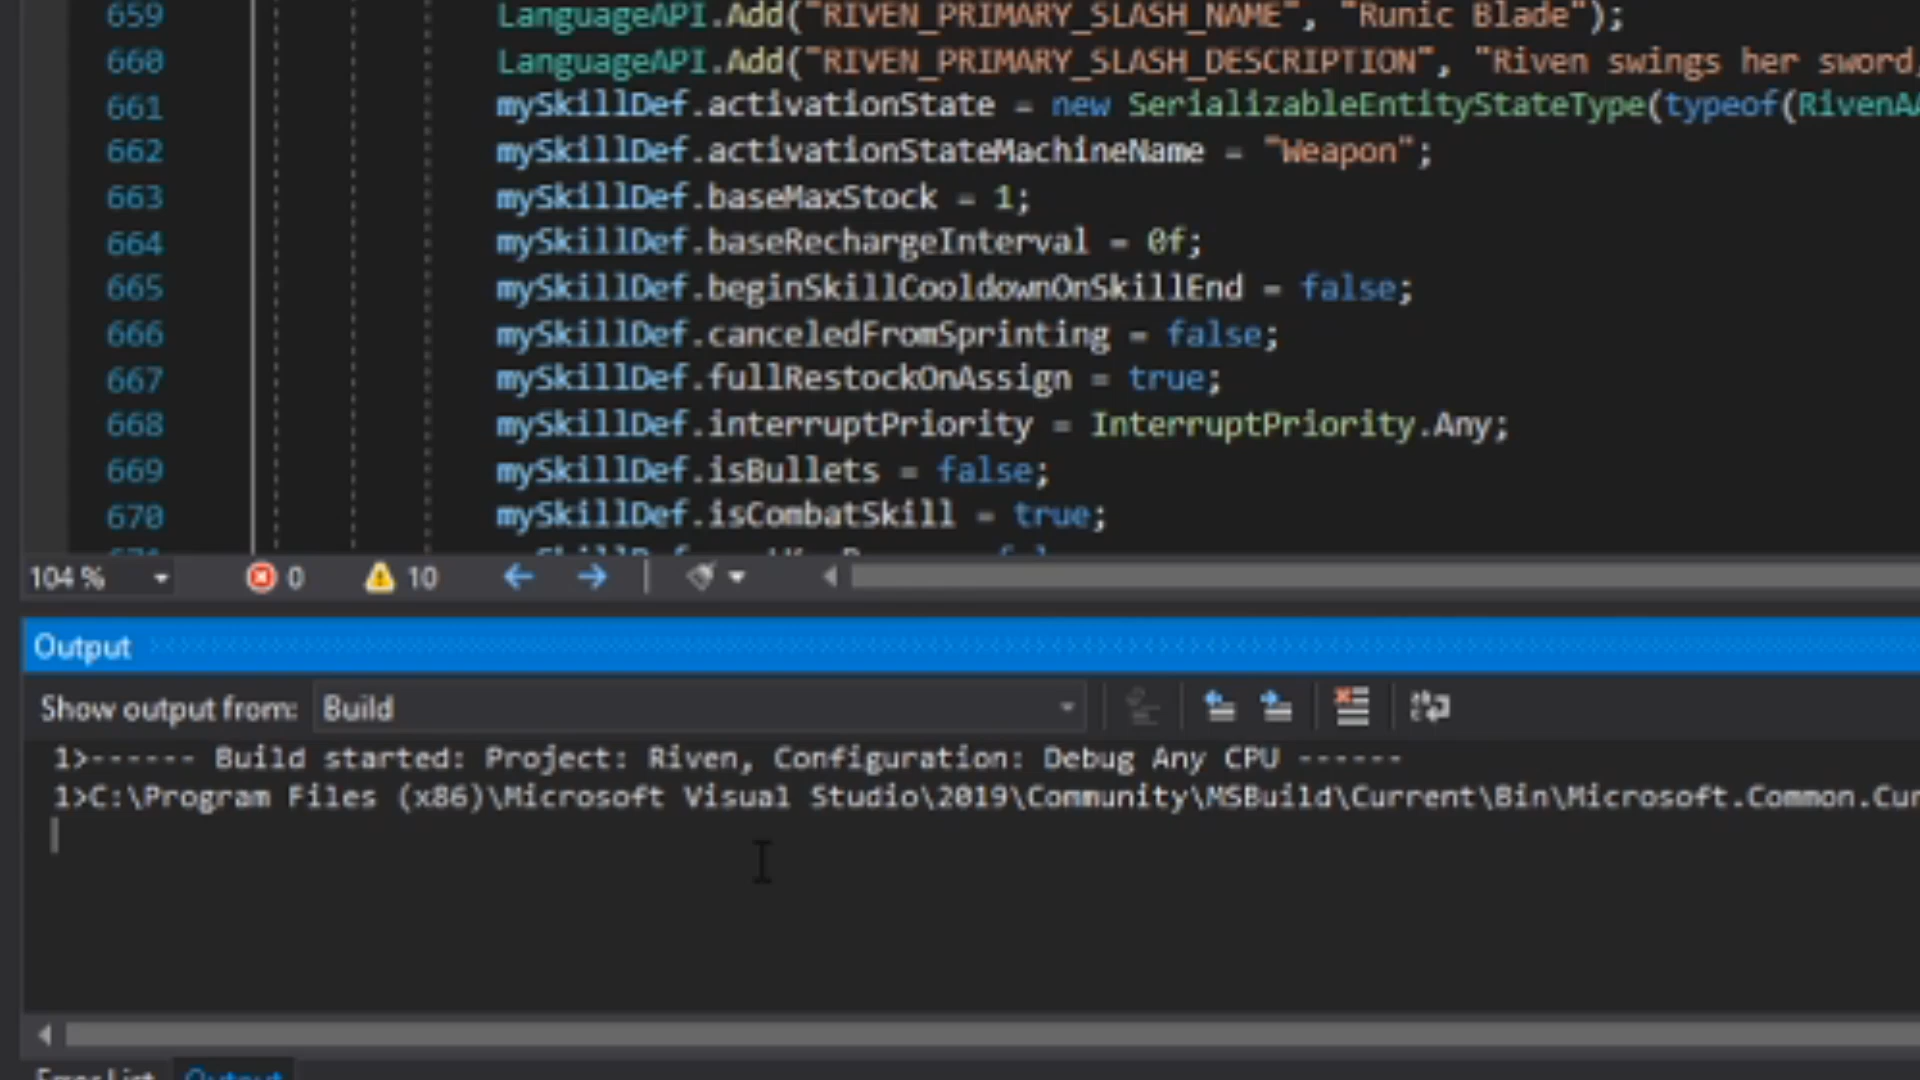 659 LanguageAPI.Add("RIVEN_PRIMARY_SLASH_NAME", "Runic Blade");
660 LanguageAPI.Add("RIVEN_PRIMARY_SLASH_DESCRIPTION", "Riven swings her sword,
661 mySkillDef.activationState = new SerializableEntityStateType(typeof(RivenAA
662 mySkillDef.activationStateMachineName = "Weapon";
663 mySkillDef.baseMaxStock = 1;
664 mySkillDef.baseRechargeInterval = 0f;
665 mySkillDef.beginSkillCooldownOnSkillEnd = false;
666 mySkillDef.canceledFromSprinting = false;
667 mySkillDef.fullRestockOnAssign = true;
668 mySkillDef.interruptPriority = InterruptPriority.Any;
669 mySkillDef.isBullets = false;
670 mySkillDef.isCombatSkill = true;
104 % 0 10
Output
Show output from: Build
1>------ Build started: Project: Riven, Configuration: Debug Any CPU ------
1>C:\Program Files (x86)\Microsoft Visual Studio\2019\Community\MSBuild\Current\Bin\Microsoft.Common.Cur
Error List Output